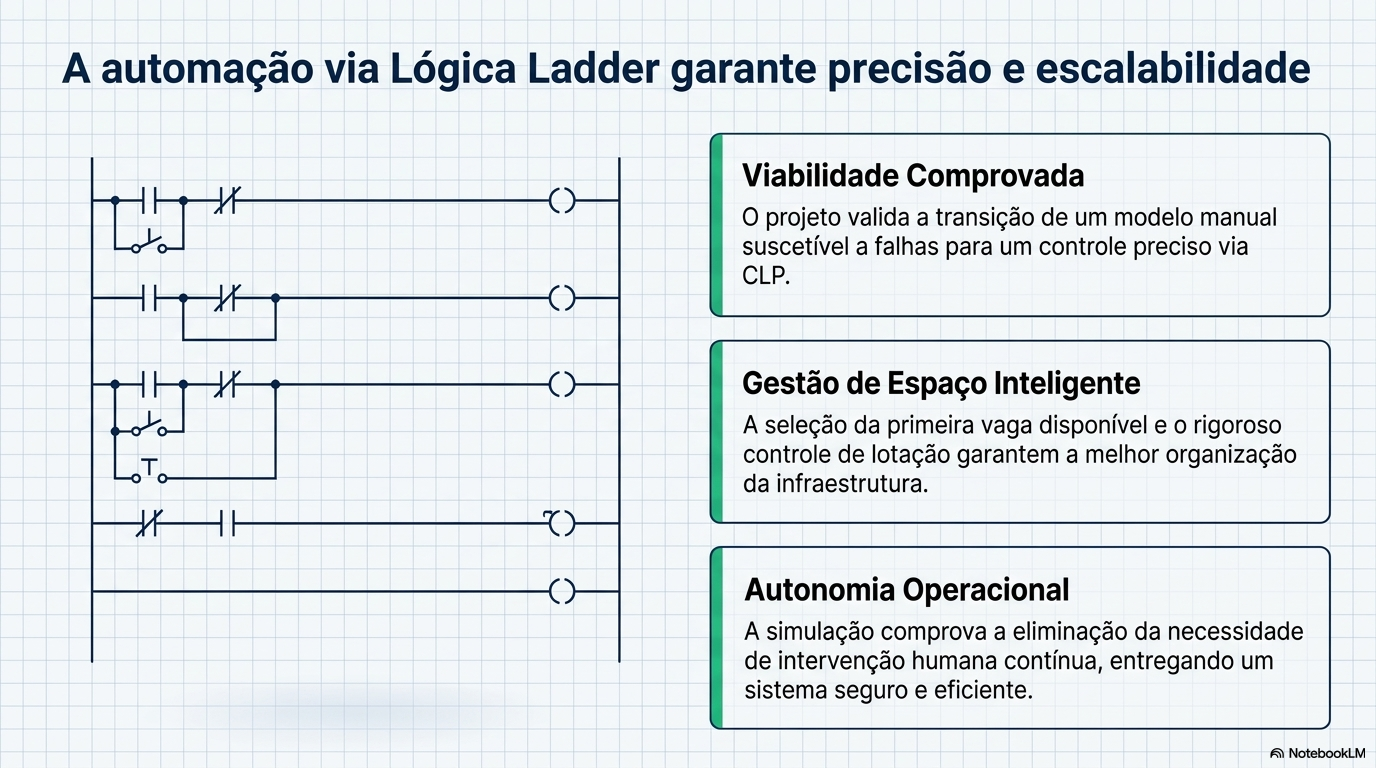 A automação via Lógica Ladder garante precisão e escalabilidade
Viabilidade Comprovada
O projeto valida a transição de um modelo manual
suscetível a falhas para um controle preciso via
CLP.
Gestão de Espaço Inteligente
A seleção da primeira vaga disponível e o rigoroso
controle de lotação garantem a melhor organização
da infraestrutura.
Autonomia Operacional
A simulação comprova a eliminação da necessidade
de intervenção humana contínua, entregando um
sistema seguro e eficiente.
NotebookLM